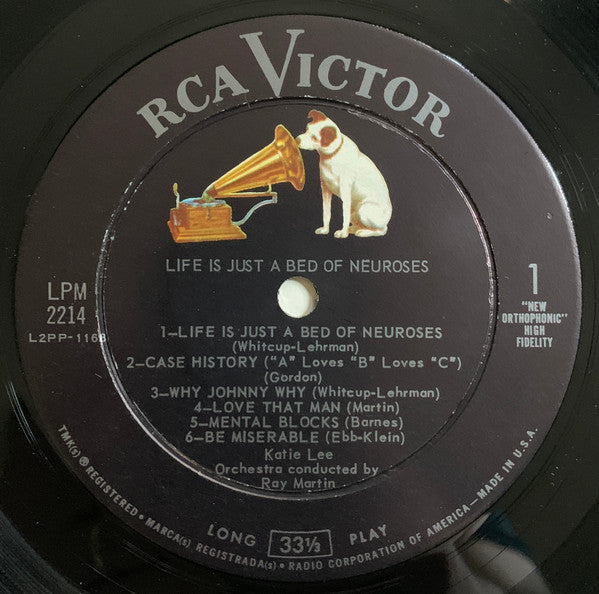 RCA VICTOR
LIFE IS JUST A BED OF NEUROSES
LPM
2214
L2PP-1168
1
"NEW
ORTHOPHONIC"
HIGH
FIDELITY
1—LIFE IS JUST A BED OF NEUROSES
(Whitcup-Lehrman)
2—CASE HISTORY ("A" Loves "B" Loves "C")
(Gordon)
3—WHY JOHNNY WHY (Whitcup-Lehrman)
4—LOVE THAT MAN (Martin)
5—MENTAL BLOCKS (Barnes)
6—BE MISERABLE (Ebb-Klein)
Katie Lee
Orchestra conducted by
Ray Martin
LONG 33⅓ PLAY
TMK(s) ® REGISTERED • MARCA(s) REGISTRADA(s) • RADIO CORPORATION OF AMERICA—MADE IN U.S.A.